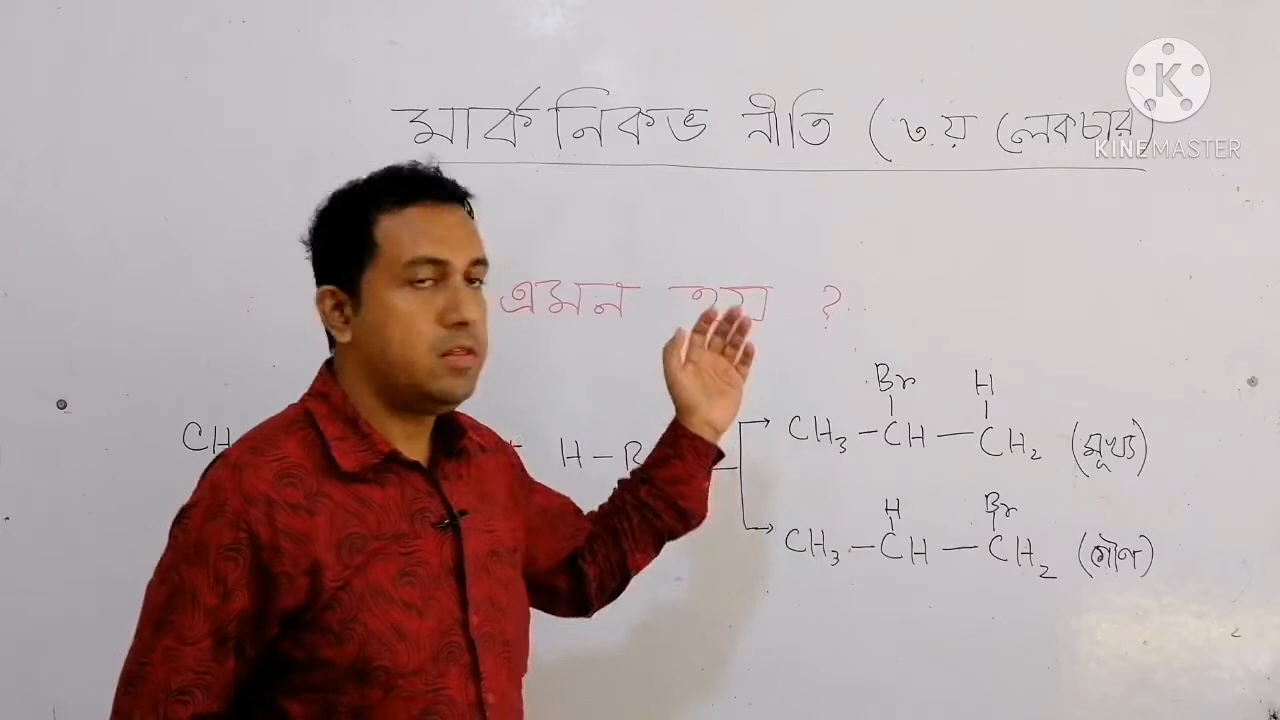 মার্কনিকভ নীতি (৩য় লেকচার)
K
KINEMASTER
এমন হয় ?
Br H
CH₃ – CH – CH₂ (মূখ্য)
CH H – B
H Br
CH₃ – CH – CH₂ (গৌণ)